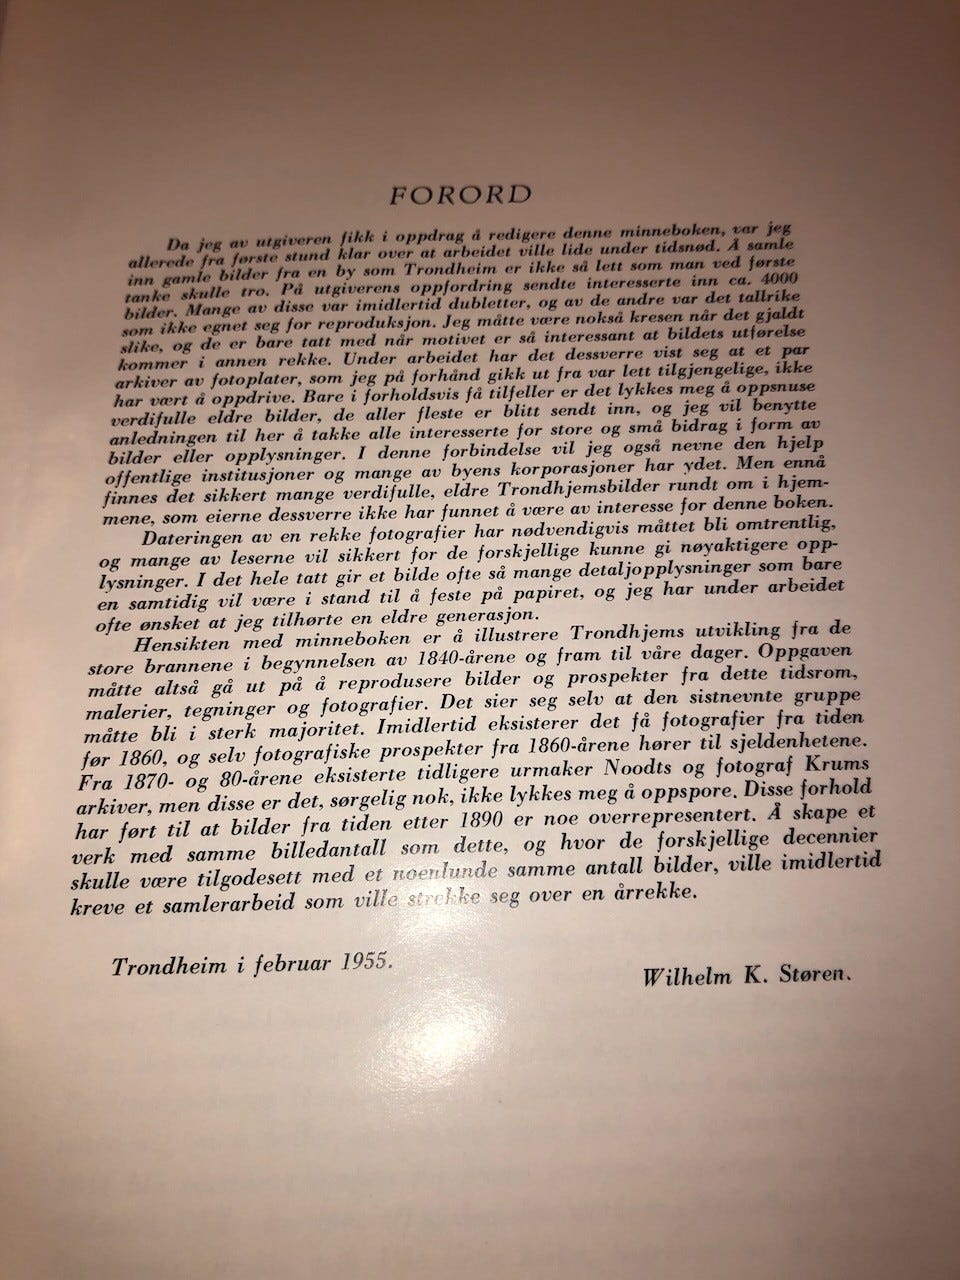 FORORD
Da jeg av utgiveren fikk i oppdrag å redigere denne minneboken, var jeg
allerede fra første stund klar over at arbeidet ville lide under tidsnød. Å samle
inn gamle bilder fra en by som Trondheim er ikke så lett som man ved første
tanke skulle tro. På utgiverens oppfordring sendte interesserte inn ca. 4000
bilder. Mange av disse var imidlertid dubletter, og av de andre var det tallrike
som ikke egnet seg for reproduksjon. Jeg måtte være nokså kresen når det gjaldt
slike, og de er bare tatt med når motivet er så interessant at bildets utførelse
kommer i annen rekke. Under arbeidet har det dessverre vist seg at et par
arkiver av fotoplater, som jeg på forhånd gikk ut fra var lett tilgjengelige, ikke
har vært å oppdrive. Bare i forholdsvis få tilfeller er det lykkes meg å oppsnuse
verdifulle eldre bilder, de aller fleste er blitt sendt inn, og jeg vil benytte
anledningen til her å takke alle interesserte for store og små bidrag i form av
bilder eller opplysninger. I denne forbindelse vil jeg også nevne den hjelp
offentlige institusjoner og mange av byens korporasjoner har ydet. Men ennå
finnes det sikkert mange verdifulle, eldre Trondhjemsbilder rundt om i hjem-
mene, som eierne dessverre ikke har funnet å være av interesse for denne boken.
Dateringen av en rekke fotografier har nødvendigvis måttet bli omtrentlig,
og mange av leserne vil sikkert for de forskjellige kunne gi nøyaktigere opp-
lysninger. I det hele tatt gir et bilde ofte så mange detaljopplysninger som bare
en samtidig vil være i stand til å feste på papiret, og jeg har under arbeidet
ofte ønsket at jeg tilhørte en eldre generasjon.
Hensikten med minneboken er å illustrere Trondhjems utvikling fra de
store brannene i begynnelsen av 1840-årene og fram til våre dager. Oppgaven
måtte altså gå ut på å reprodusere bilder og prospekter fra dette tidsrom,
malerier, tegninger og fotografier. Det sier seg selv at den sistnevnte gruppe
måtte bli i sterk majoritet. Imidlertid eksisterer det få fotografier fra tiden
før 1860, og selv fotografiske prospekter fra 1860-årene hører til sjeldenhetene.
Fra 1870- og 80-årene eksisterte tidligere urmaker Noodts og fotograf Krums
arkiver, men disse er det, sørgelig nok, ikke lykkes meg å oppspore. Disse forhold
har ført til at bilder fra tiden etter 1890 er noe overrepresentert. Å skape et
verk med samme billedantall som dette, og hvor de forskjellige decennier
skulle være tilgodesett med et noenlunde samme antall bilder, ville imidlertid
kreve et samlerarbeid som ville strekke seg over en årrekke.
Trondheim i februar 1955.
Wilhelm K. Støren.